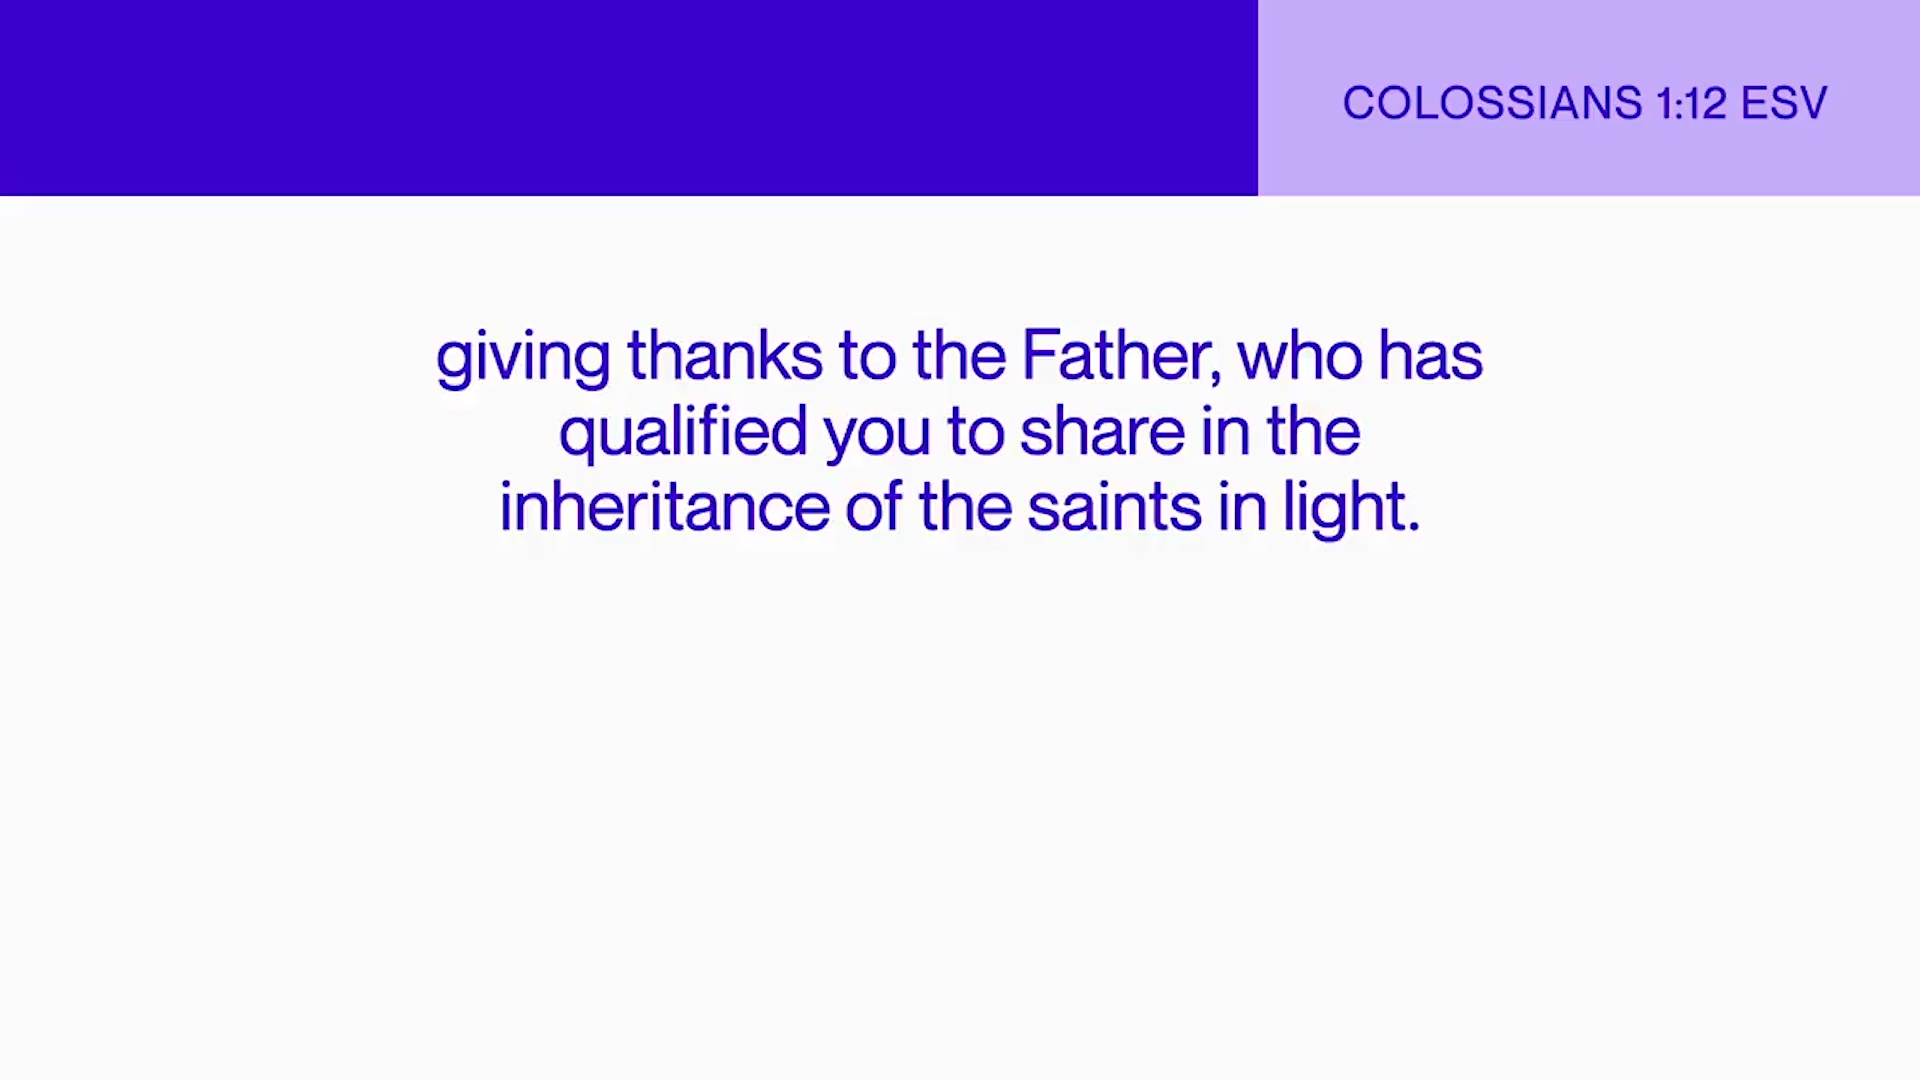 COLOSSIANS 1:12 ESV
giving thanks to the Father, who has
qualified you to share in the
inheritance of the saints in light.